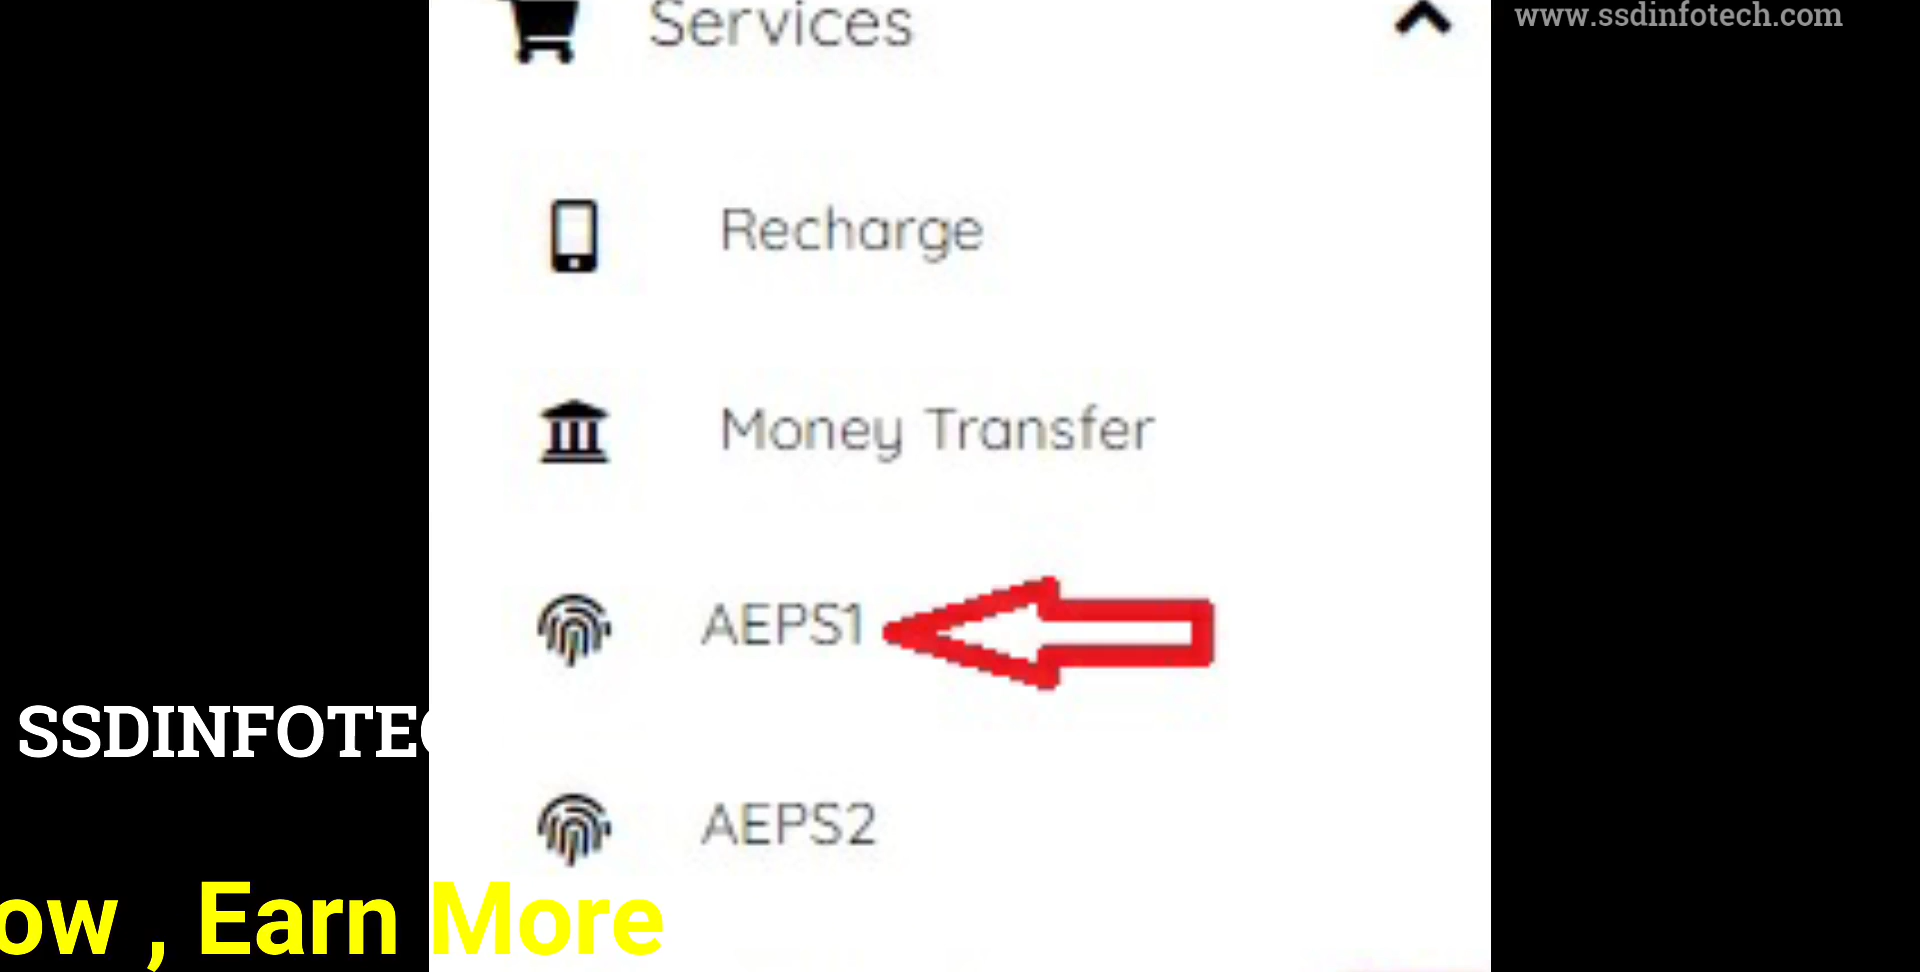 www.ssdinfotech.com
Services
Recharge
Money Transfer
AEPS1
SSDINFOTE
AEPS2
ow , Earn More